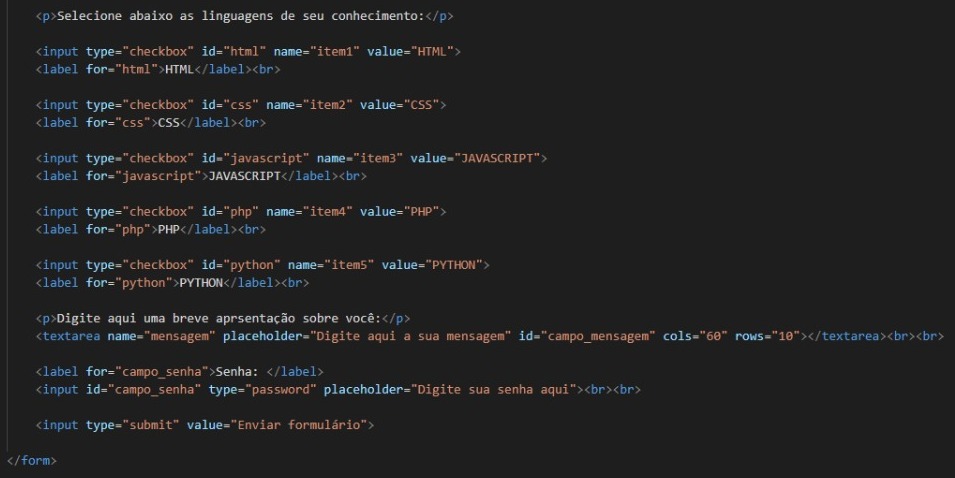 <p>Selecione abaixo as linguagens de seu conhecimento:</p>
<input type="checkbox" id="html" name="item1" value="HTML">
<label for="html">HTML</label><br>
<input type="checkbox" id="css" name="item2" value="CSS">
<label for="css">CSS</label><br>
<input type="checkbox" id="javascript" name="item3" value="JAVASCRIPT">
<label for="javascript">JAVASCRIPT</label><br>
<input type="checkbox" id="php" name="item4" value="PHP">
<label for="php">PHP</label><br>
<input type="checkbox" id="python" name="item5" value="PYTHON">
<label for="python">PYTHON</label><br>
<p>Digite aqui uma breve aprsentação sobre você:</p>
<textarea name="mensagem" placeholder="Digite aqui a sua mensagem" id="campo_mensagem" cols="60" rows="10"></textarea><br><br>
<label for="campo_senha">Senha: </label>
<input id="campo_senha" type="password" placeholder="Digite sua senha aqui"><br><br>
<input type="submit" value="Enviar formulário">
</form>